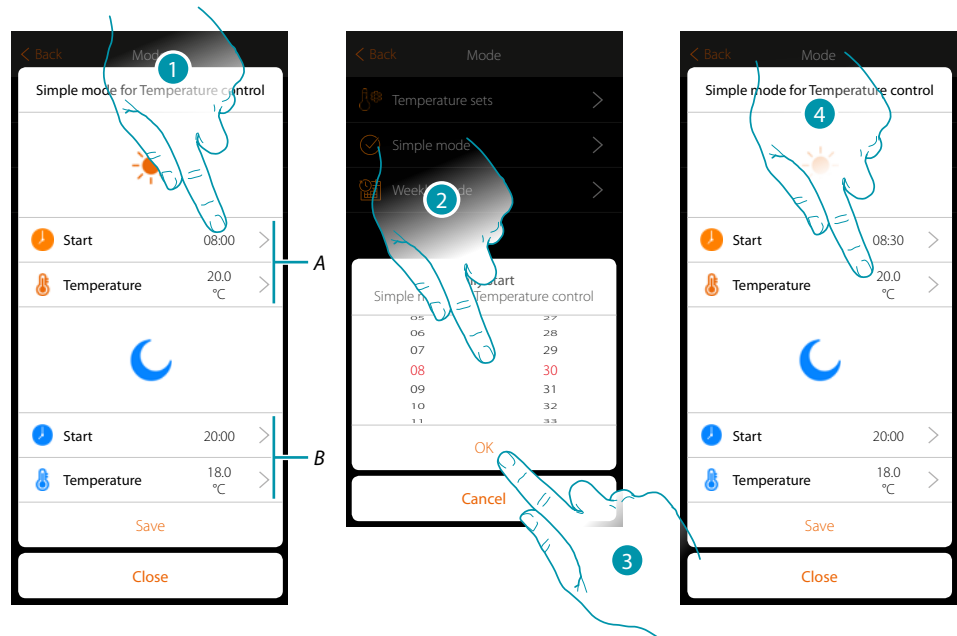 < Back
1
Simple mode for Temperature control
Start 08:00 >
A
Temperature 20.0 °C >
Start 20:00 >
B
Temperature 18.0 °C >
Save
Close
< Back Mode
Temperature sets >
Simple mode >
2
Temperature control
06 28
07 29
08 30
09 31
10 32
11 33
OK
Cancel
3
< Back Mode
Simple mode for Temperature control
4
Start 08:30 >
Temperature 20.0 °C >
Start 20:00 >
Temperature 18.0 °C >
Save
Close